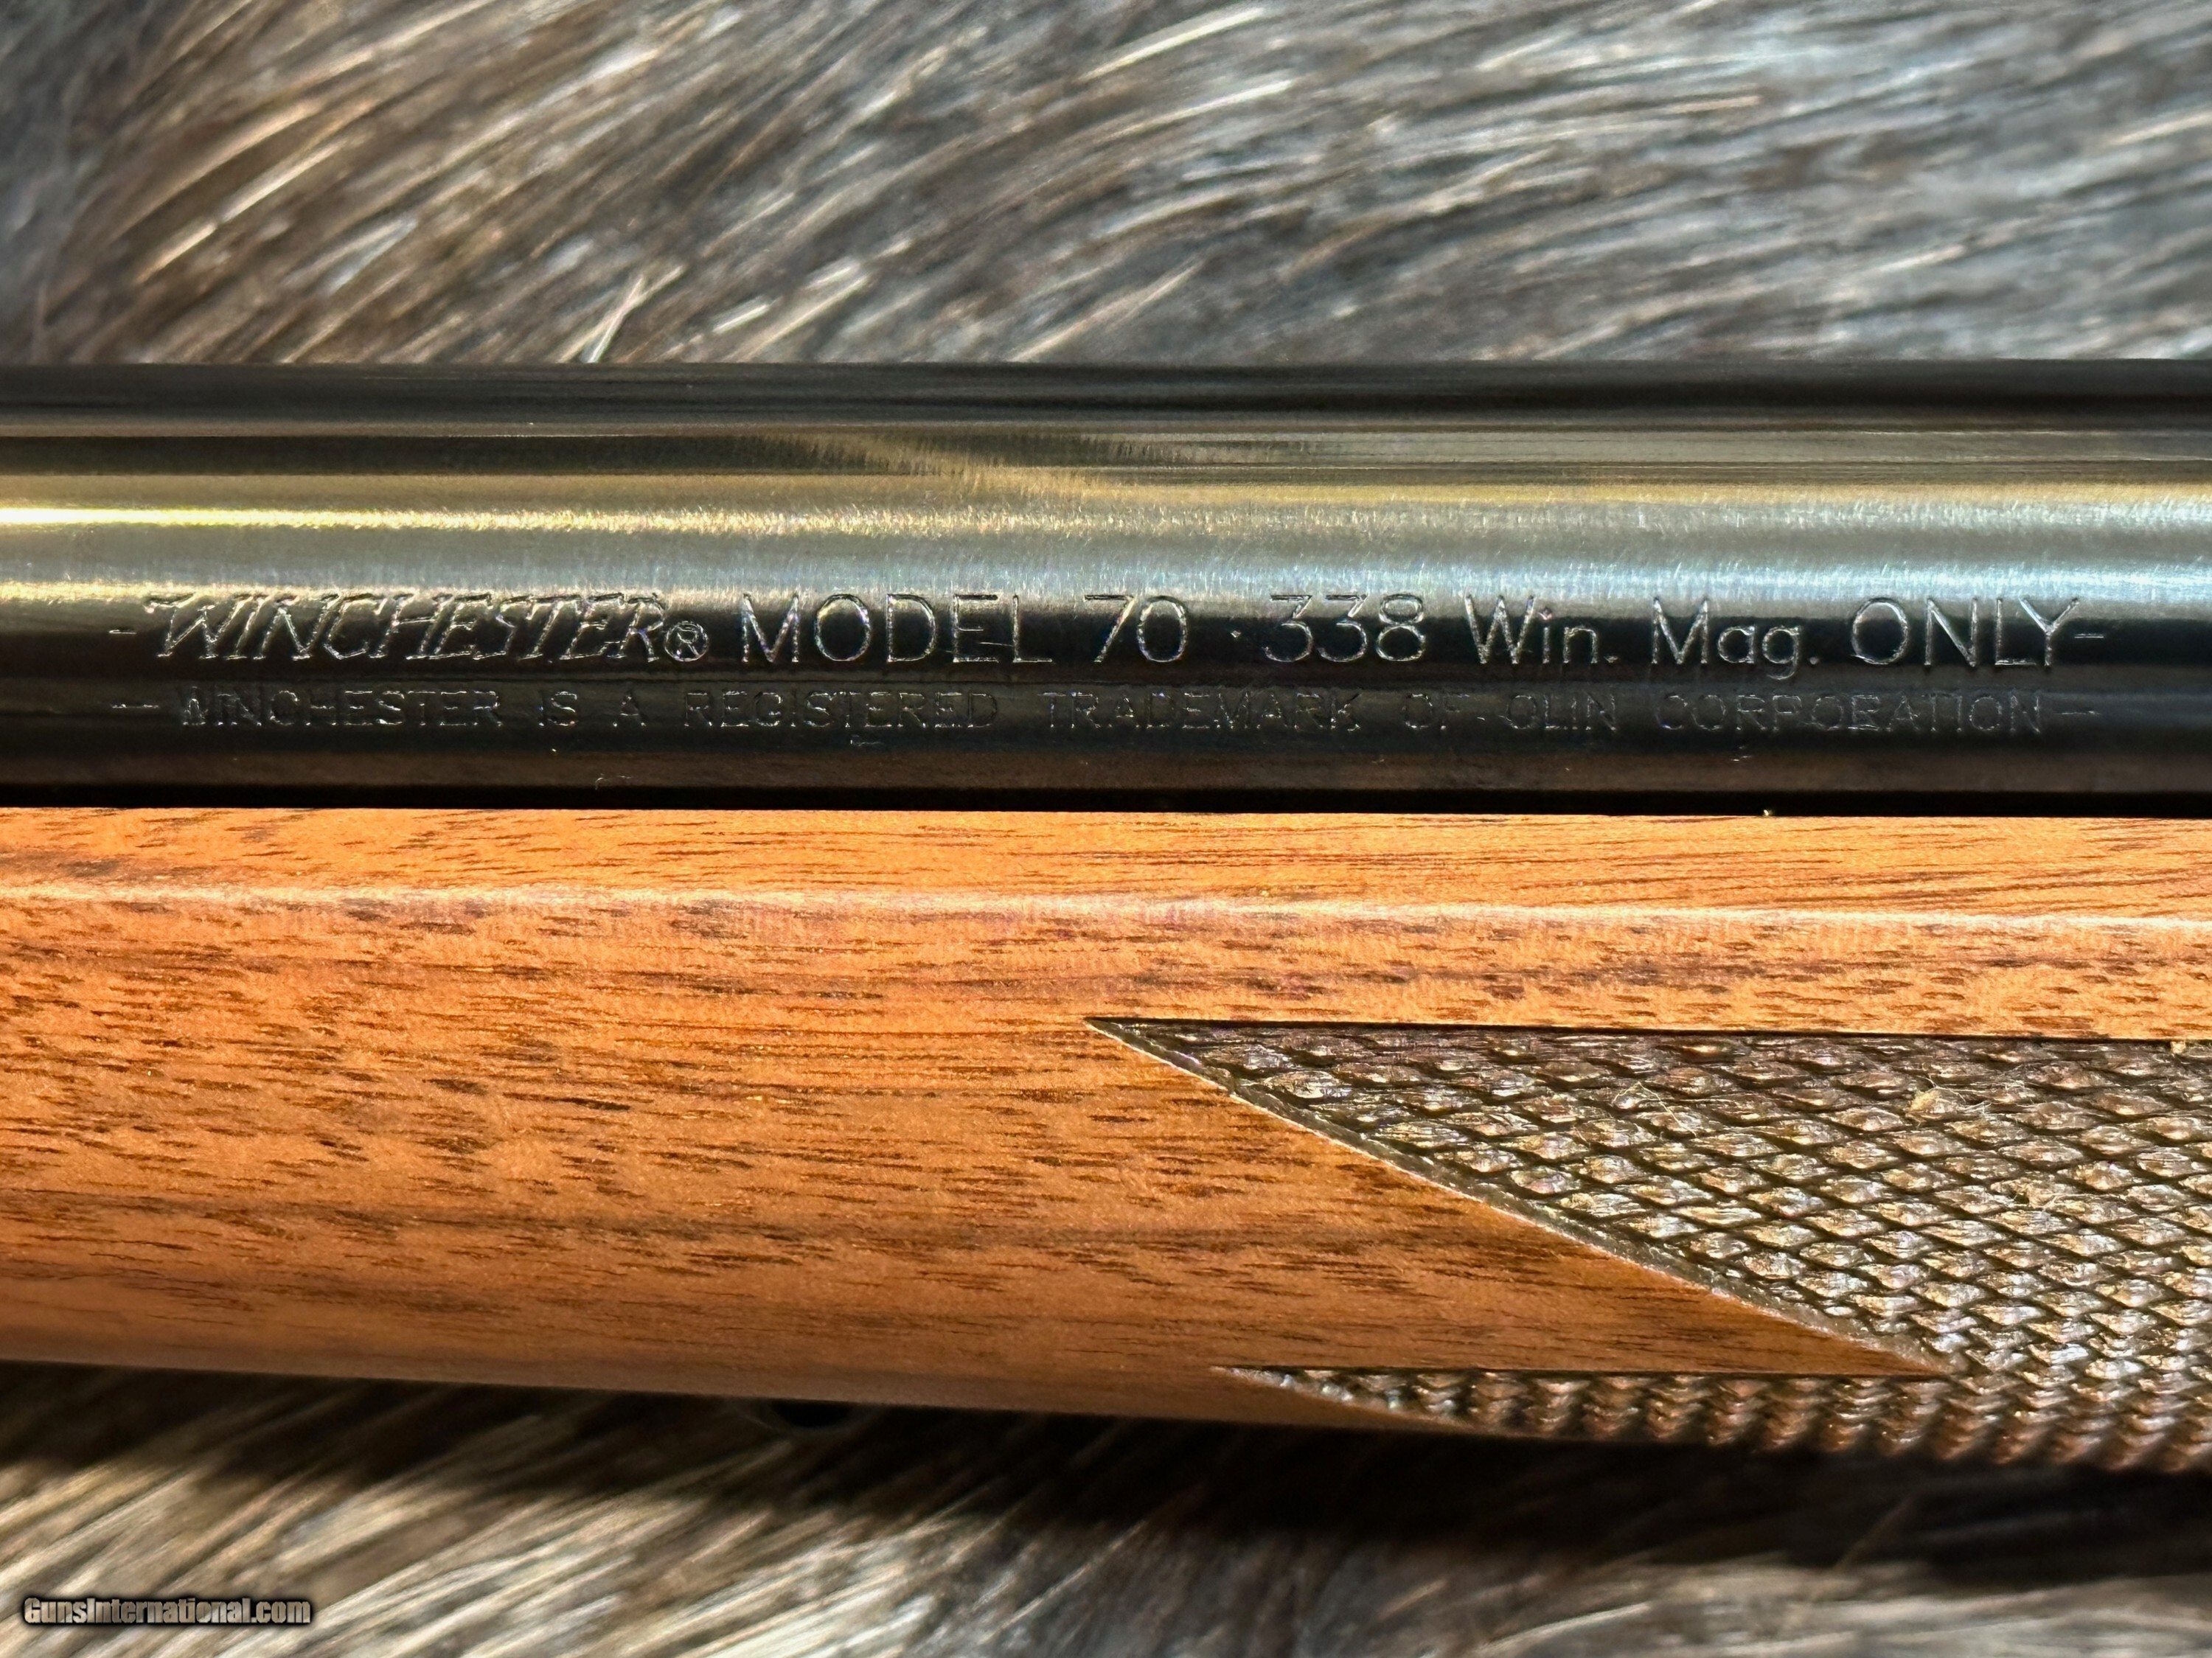 -WINCHESTER® MODEL 70 · 338 Win. Mag. ONLY-
- WINCHESTER IS A REGISTERED TRADEMARK OF OLIN CORPORATION -
GunsInternational.com